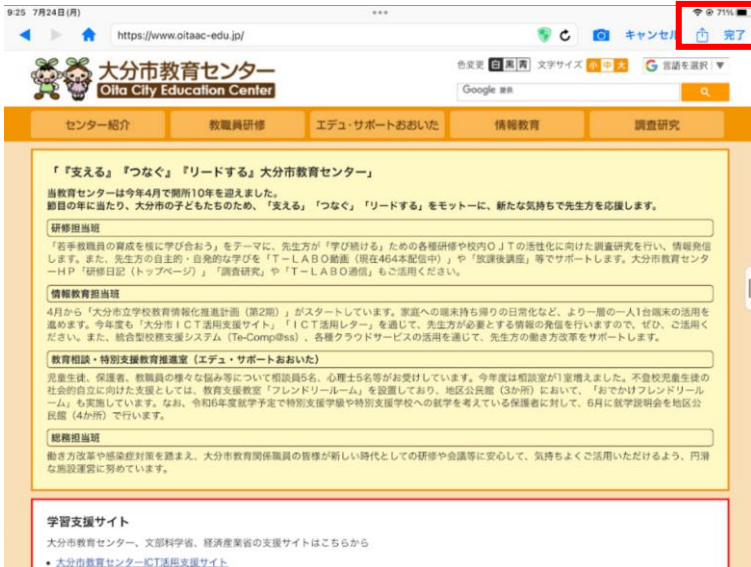 9:25 7月24日(月)
71%
https://www.oitaac-edu.jp/
キャンセル
完了
大分市教育センター
Oita City Education Center
色変更 白 黒 青 文字サイズ 小 中 大 G 言語を選択 ▼
Google 検索
センター紹介 教職員研修 エデュ・サポートおおいた 情報教育 調査研究
「『支える』『つなぐ』『リードする』大分市教育センター」
当教育センターは今年4月で開所10年を迎えました。
節目の年に当たり、大分市の子どもたちのため、「支える」「つなぐ」「リードする」をモットーに、新たな気持ちで先生方を応援します。
研修担当班
「若手教職員の育成を核に学び合おう」をテーマに、先生方が「学び続ける」ための各種研修や校内OJTの活性化に向けた調査研究を行い、情報発信
します。また、先生方の自主的・自発的な学びを「T－LABO動画（現在464本配信中）」や「放課後講座」等でサポートします。大分市教育センタ
ーHP「研修日記（トップページ）」「調査研究」や「T－LABO通信」もご活用ください。
情報教育担当班
4月から「大分市立学校教育情報化推進計画（第2期）」がスタートしています。家庭への端末持ち帰りの日常化など、より一層の一人1台端末の活用を
進めます。今年度も「大分市ICT活用支援サイト」「ICT活用レター」を通じて、先生方が必要とする情報の発信を行いますので、ぜひ、ご活用く
ださい。また、統合型校務支援システム（Te-Comp@ss）、各種クラウドサービスの活用を通じて、先生方の働き方改革をサポートします。
教育相談・特別支援教育推進室（エデュ・サポートおおいた）
児童生徒、保護者、教職員の様々な悩み等について相談員5名、心理士5名等がお受けしています。今年度は相談室が1室増えました。不登校児童生徒の
社会的自立に向けた支援としては、教育支援教室「フレンドリールーム」を設置しており、地区公民館（3か所）において、「おでかけフレンドリール
ーム」も実施しています。なお、令和6年度就学予定で特別支援学級や特別支援学校への就学を考えている保護者に対して、6月に就学説明会を地区公
民館（4か所）で行います。
総務担当班
働き方改革や感染症対策を踏まえ、大分市教育関係職員の皆様が新しい時代としての研修や会議等に安心して、気持ちよくご活用いただけるよう、円滑
な施設運営に努めています。
学習支援サイト
大分市教育センター、文部科学省、経済産業省の支援サイトはこちらから
• 大分市教育センターICT活用支援サイト